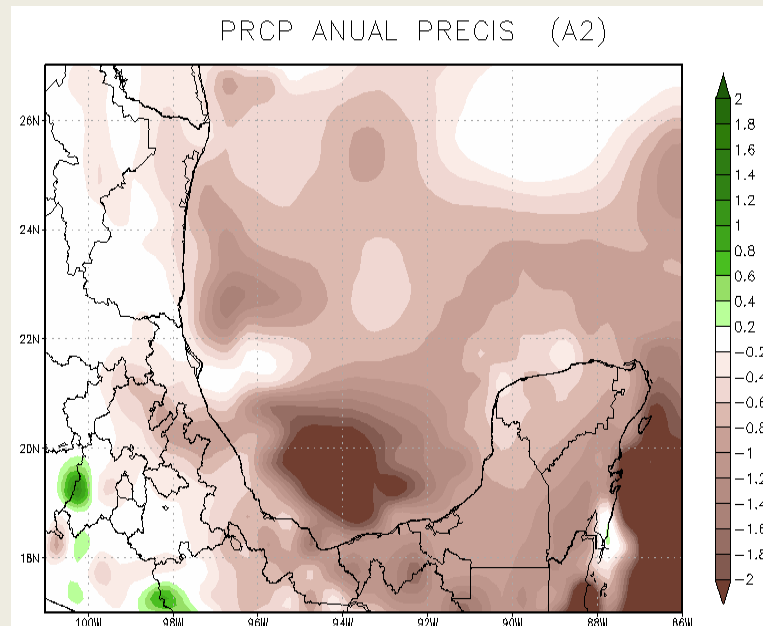 PRCP ANUAL PRECIS (A2)
26N
24N
22N
20N
18N
100W
98W
96W
94W
92W
90W
88W
86W
2
1.8
1.6
1.4
1.2
1
0.8
0.6
0.4
0.2
-0.2
-0.4
-0.6
-0.8
-1
-1.2
-1.4
-1.6
-1.8
-2